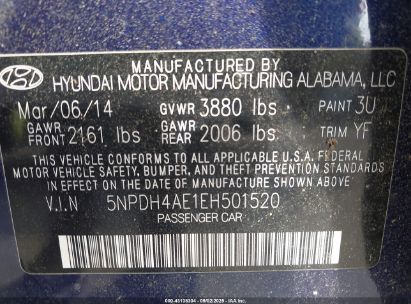 MANUFACTURED BY
HYUNDAI MOTOR MANUFACTURING ALABAMA, LLC
Mar/06/14 GVWR 3880 lbs PAINT 3U
GAWR FRONT 2161 lbs GAWR REAR 2006 lbs TRIM YF
THIS VEHICLE CONFORMS TO ALL APPLICABLE U.S.A. FEDERAL
MOTOR VEHICLE SAFETY, BUMPER, AND THEFT PREVENTION STANDARDS
IN EFFECT ON THE DATE OF MANUFACTURE SHOWN ABOVE.
V.I.N 5NPDH4AE1EH501520
PASSENGER CAR